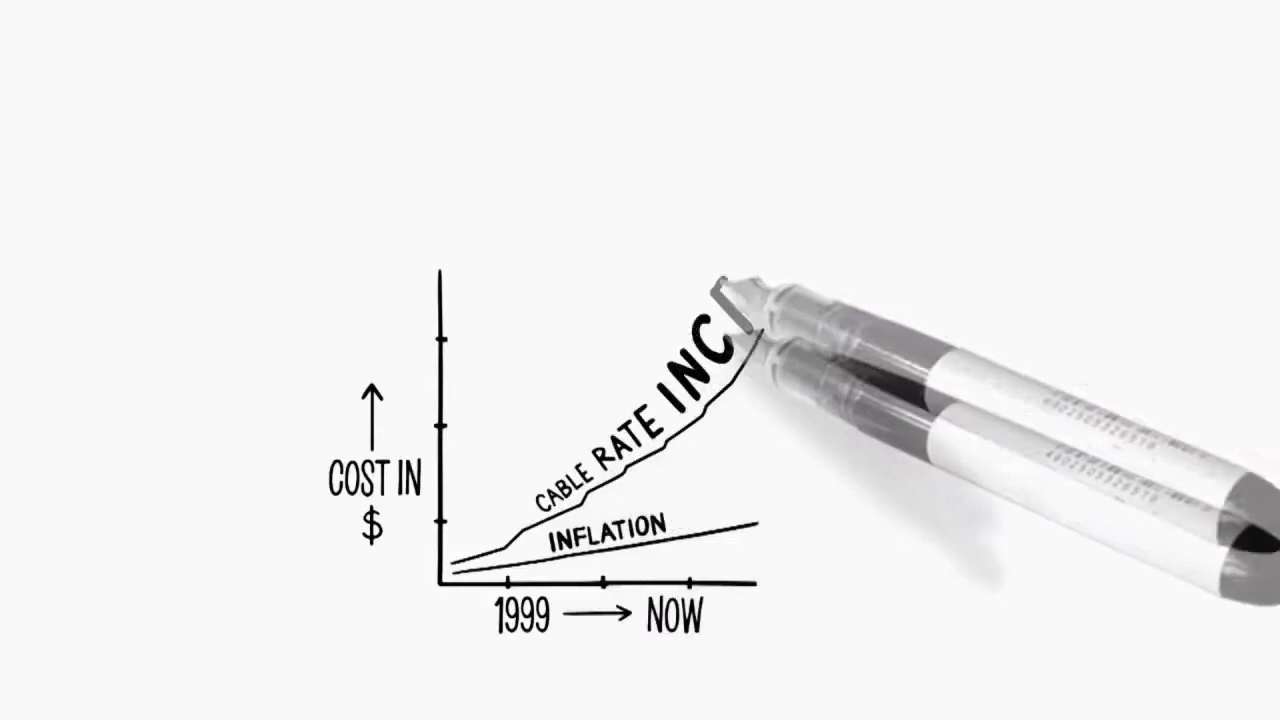 CABLE RATE INC
INFLATION
COST IN
$
1999 NOW